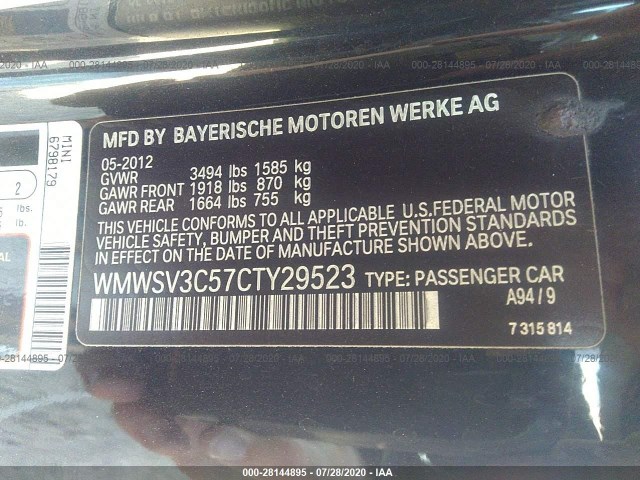 MFD BY BAYERISCHE MOTOREN WERKE AG
05-2012
GVWR 3494 lbs 1585 kg
GAWR FRONT 1918 lbs 870 kg
GAWR REAR 1664 lbs 755 kg
THIS VEHICLE CONFORMS TO ALL APPLICABLE U.S.FEDERAL MOTOR
VEHICLE SAFETY, BUMPER AND THEFT PREVENTION STANDARDS
IN EFFECT ON THE DATE OF MANUFACTURE SHOWN ABOVE.
WMWSV3C57CTY29523 TYPE: PASSENGER CAR
A94 / 9
7 315 814
MINI
6798179
2
lbs.
000-28144895 - 07/28/2020 - IAA